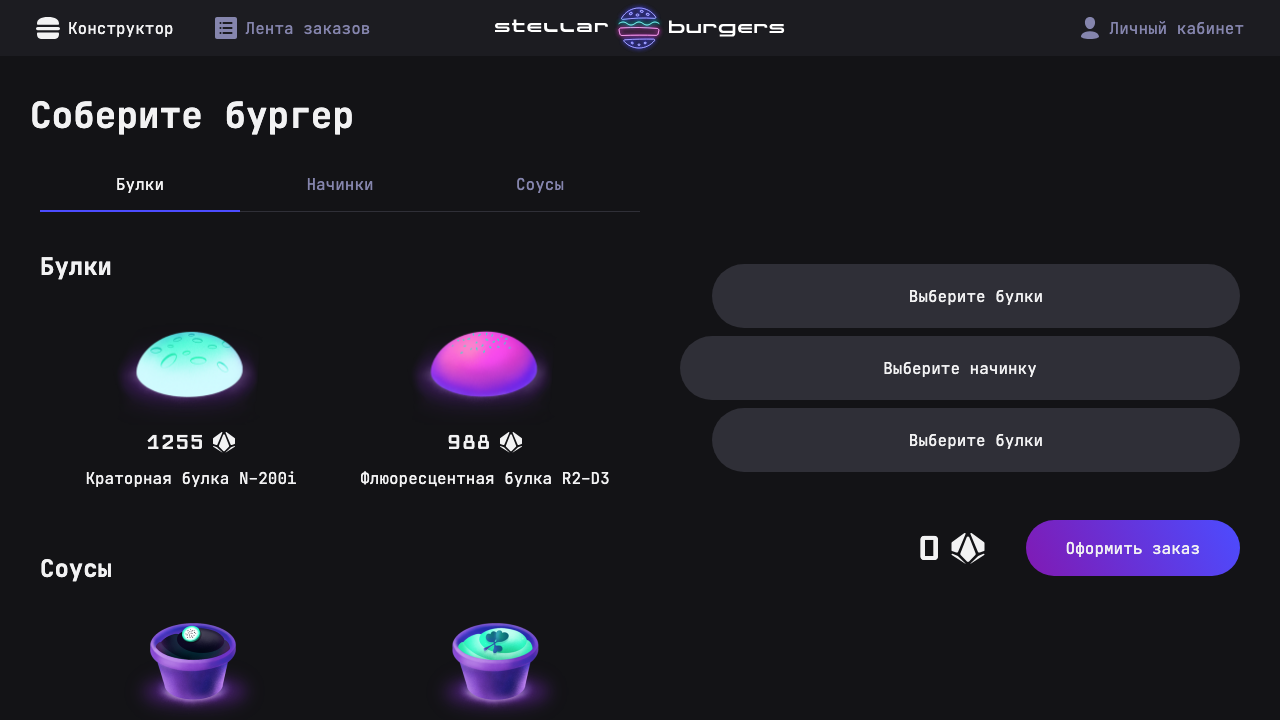 Конструктор
Лента заказов
stellar burgers
Личный кабинет
Соберите бургер
Булки
Начинки
Соусы
Булки
1255
988
Краторная булка N-200i
Флюоресцентная булка R2-D3
Соусы
Выберите булки
Выберите начинку
Выберите булки
0
Оформить заказ